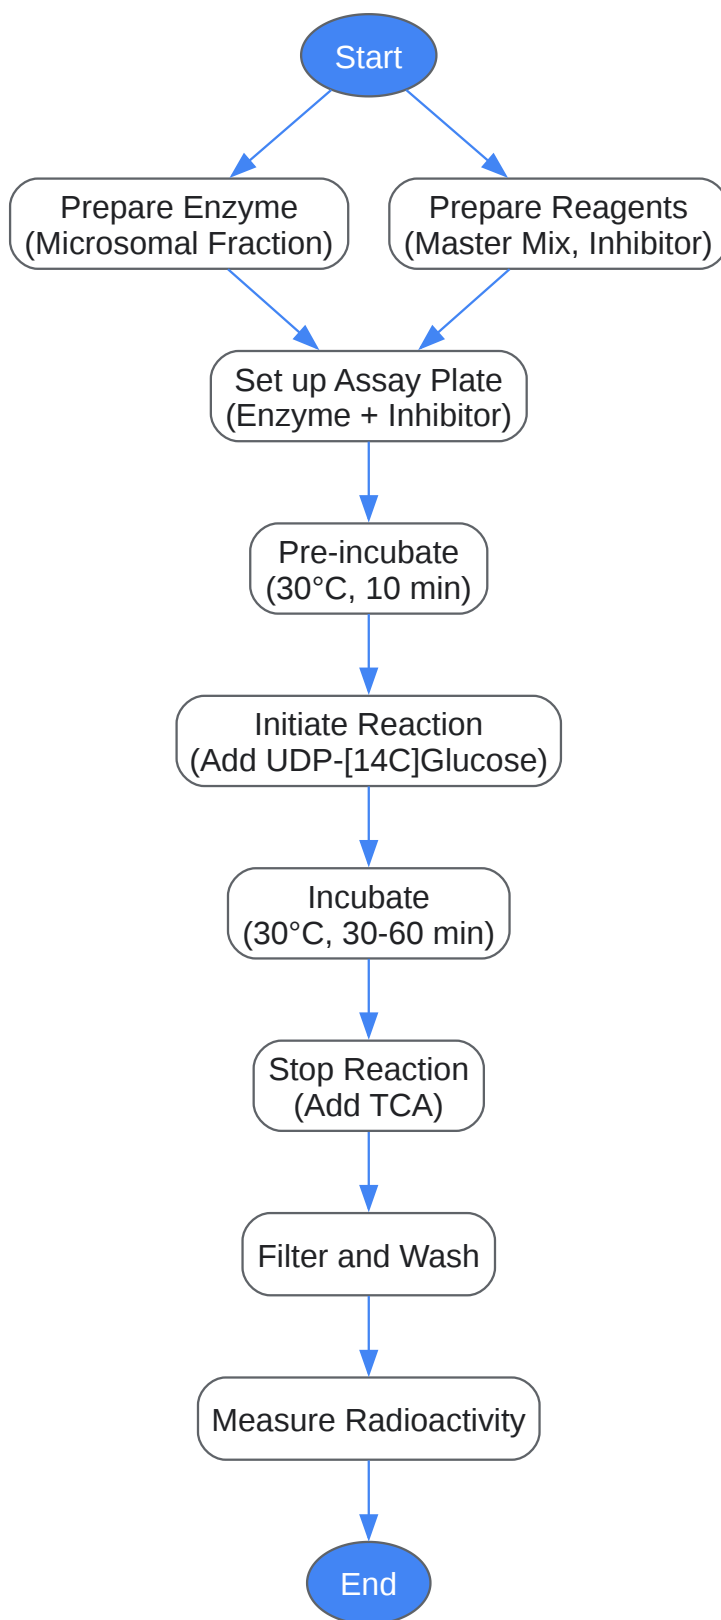 Start
Prepare Enzyme
(Microsomal Fraction)
Prepare Reagents
(Master Mix, Inhibitor)
Set up Assay Plate
(Enzyme + Inhibitor)
Pre-incubate
(30°C, 10 min)
Initiate Reaction
(Add UDP-[14C]Glucose)
Incubate
(30°C, 30-60 min)
Stop Reaction
(Add TCA)
Filter and Wash
Measure Radioactivity
End